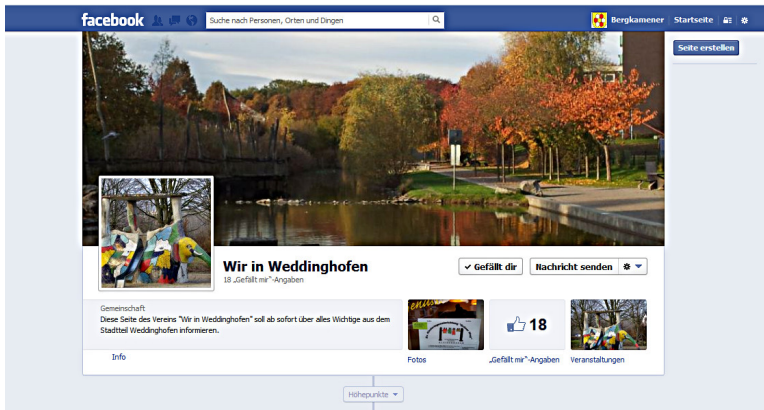 facebook
Suche nach Personen, Orten und Dingen
Bergkamener
Startseite
Seite erstellen
Wir in Weddinghofen
18 „Gefällt mir"-Angaben
Gefällt dir
Nachricht senden
Gemeinschaft
Diese Seite des Vereins "Wir in Weddinghofen" soll ab sofort über alles Wichtige aus dem
Stadtteil Weddinghofen informieren.
Info
18
Fotos
„Gefällt mir"-Angaben
Veranstaltungen
Höhepunkte